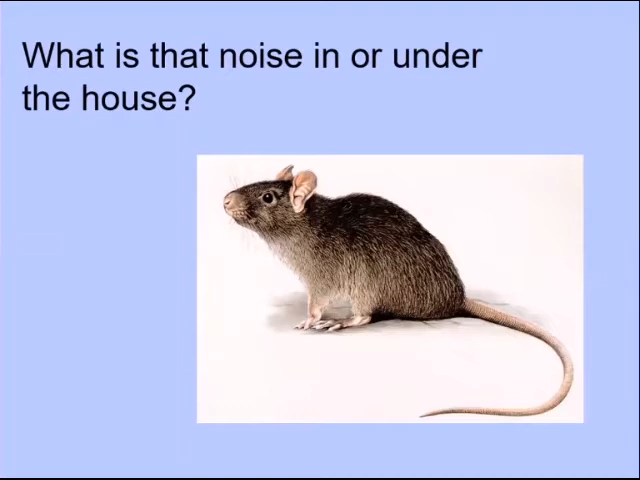 What is that noise in or under
the house?